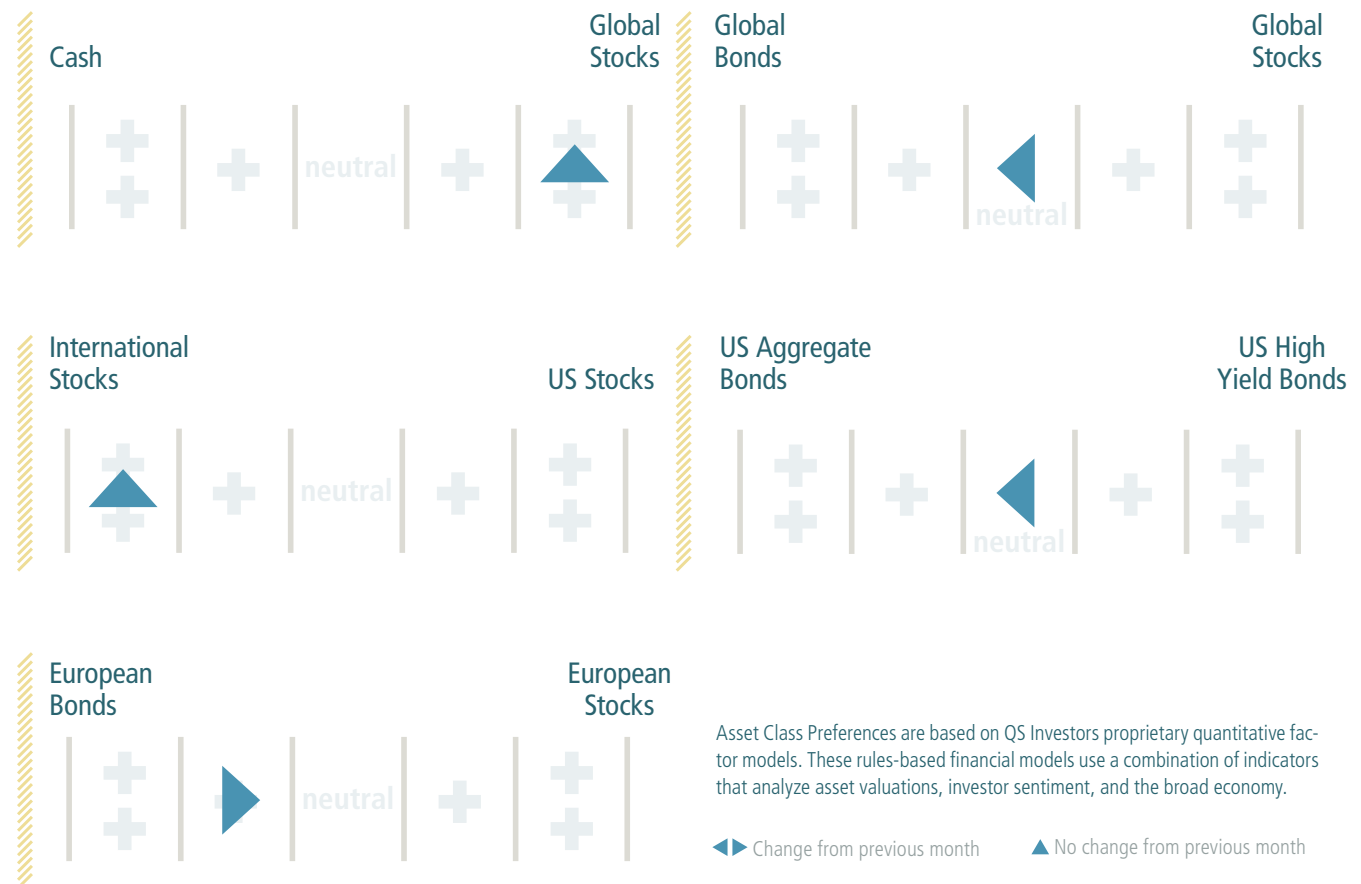 Cash
Global
Stocks
neutral
Global
Bonds
Global
Stocks
neutral
International
Stocks
US Stocks
neutral
US Aggregate
Bonds
US High
Yield Bonds
neutral
European
Bonds
European
Stocks
neutral
Asset Class Preferences are based on QS Investors proprietary quantitative fac-
tor models. These rules-based financial models use a combination of indicators
that analyze asset valuations, investor sentiment, and the broad economy.
Change from previous month
No change from previous month